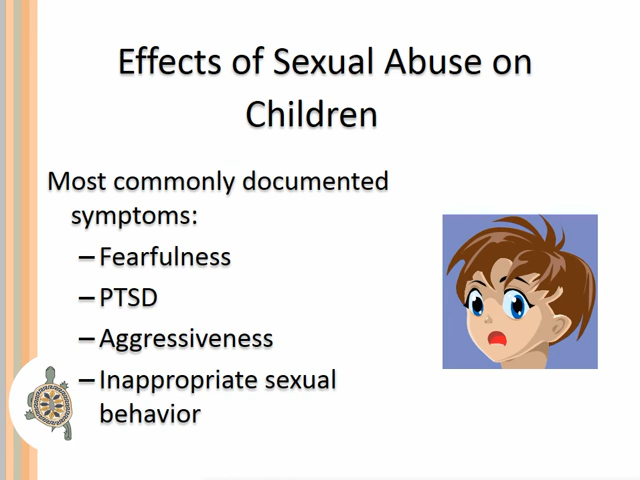 Effects of Sexual Abuse on
Children
Most commonly documented
symptoms:
– Fearfulness
– PTSD
– Aggressiveness
– Inappropriate sexual
behavior